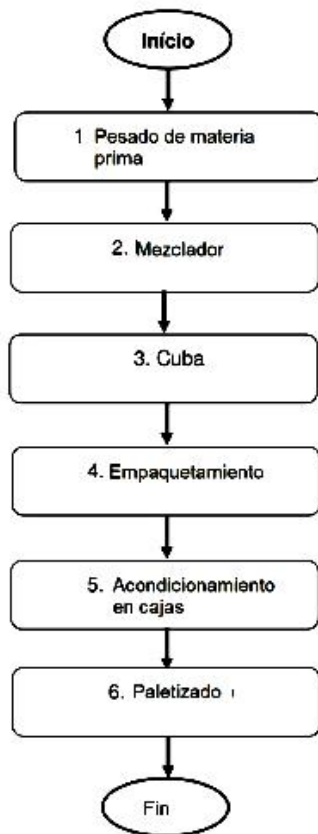 Início
1 Pesado de materia
prima
2. Mezclador
3. Cuba
4. Empaquetamiento
5. Acondicionamiento
en cajas
6. Paletizado
Fin